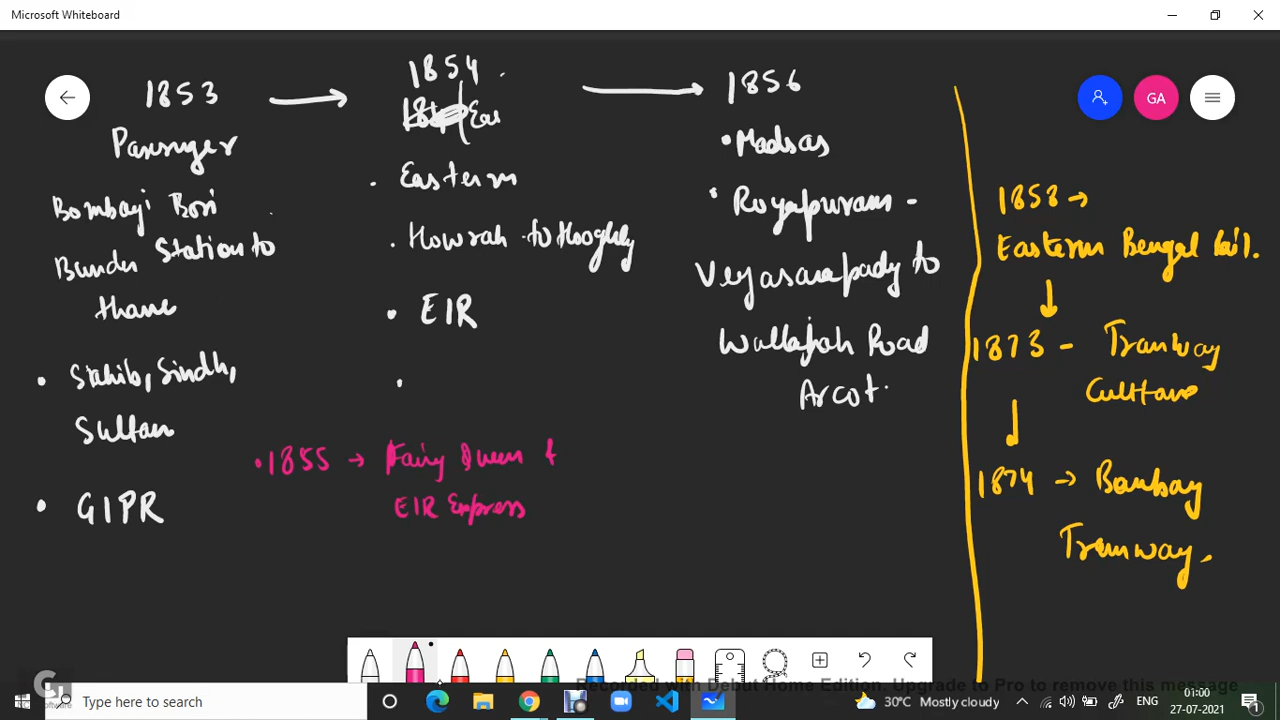 Microsoft Whiteboard
1853
Passenger
Bombay's Bori
Bunder Station to
thane
Sahib, Sindh,
Sultan
GIPR
1854
Eas
Eastern
Howrah to Hooghly
EIR
1855 → Fairy Queen &
EIR Express
1856
Madras
Royapuram -
Veyasarapady to
Wallajah Road
Arcot
1858 →
Eastern Bengal Rail.
1873 - Tramway
1874 → Bombay
Tramway.
GA
Recorded with Debut Home Edition. Upgrade to Pro to remove this message
Type here to search
30°C Mostly cloudy
ENG
01:00
27-07-2021